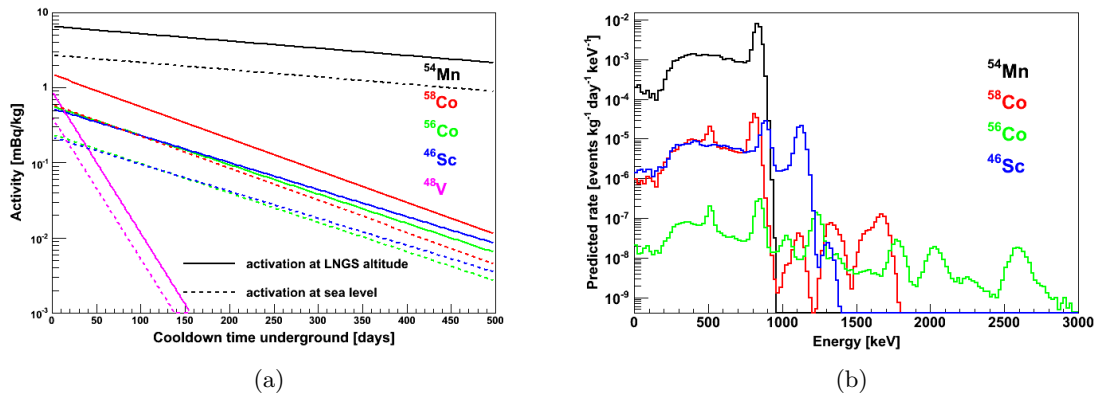 10
1
10⁻¹
10⁻²
10⁻³
Activity [mBq/kg]
⁵⁴Mn
⁵⁸Co
⁵⁶Co
⁴⁶Sc
⁴⁸V
activation at LNGS altitude
activation at sea level
0 50 100 150 200 250 300 350 400 450 500
Cooldown time underground [days]
(a)
10⁻²
10⁻³
10⁻⁴
10⁻⁵
10⁻⁶
10⁻⁷
10⁻⁸
10⁻⁹
Predicted rate [events kg⁻¹ day⁻¹ keV⁻¹]
⁵⁴Mn
⁵⁸Co
⁵⁶Co
⁴⁶Sc
0 500 1000 1500 2000 2500 3000
Energy [keV]
(b)